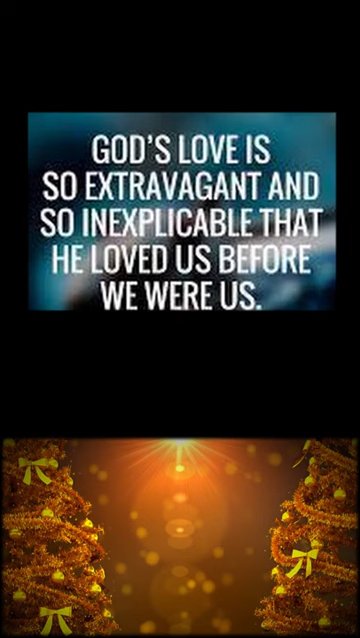 GOD'S LOVE IS
SO EXTRAVAGANT AND
SO INEXPLICABLE THAT
HE LOVED US BEFORE
WE WERE US.